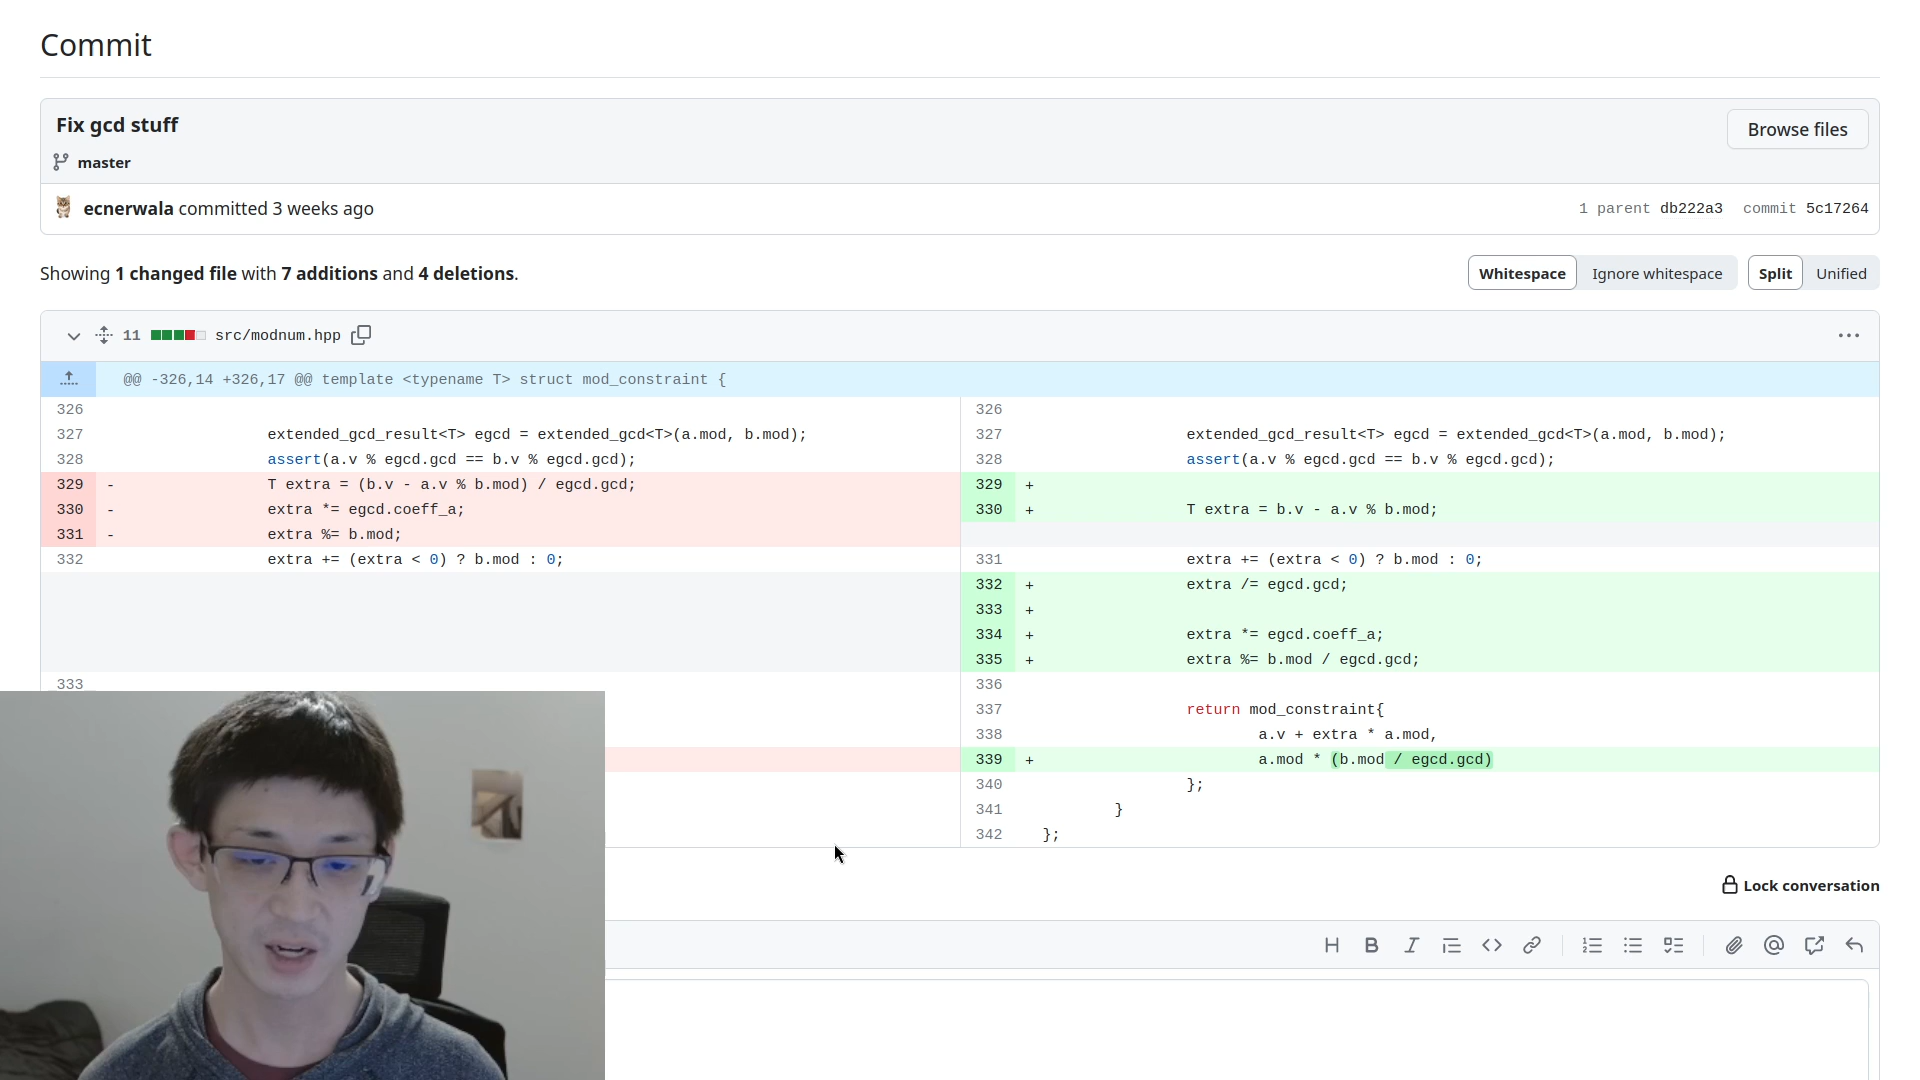 Commit
Fix gcd stuff
Browse files
master
ecnerwala committed 3 weeks ago
1 parent db222a3 commit 5c17264
Showing 1 changed file with 7 additions and 4 deletions.
Whitespace Ignore whitespace Split Unified
11 src/modnum.hpp
@@ -326,14 +326,17 @@ template <typename T> struct mod_constraint {
326 326
327 extended_gcd_result<T> egcd = extended_gcd<T>(a.mod, b.mod); 327 extended_gcd_result<T> egcd = extended_gcd<T>(a.mod, b.mod);
328 assert(a.v % egcd.gcd == b.v % egcd.gcd); 328 assert(a.v % egcd.gcd == b.v % egcd.gcd);
329 - T extra = (b.v - a.v % b.mod) / egcd.gcd; 329 +
330 - extra *= egcd.coeff_a; 330 + T extra = b.v - a.v % b.mod;
331 - extra %= b.mod;
332 extra += (extra < 0) ? b.mod : 0; 331 extra += (extra < 0) ? b.mod : 0;
332 + extra /= egcd.gcd;
333 +
334 + extra *= egcd.coeff_a;
335 + extra %= b.mod / egcd.gcd;
333 336
337 return mod_constraint{
338 a.v + extra * a.mod,
339 + a.mod * (b.mod / egcd.gcd)
340 };
341 }
342 };
Lock conversation